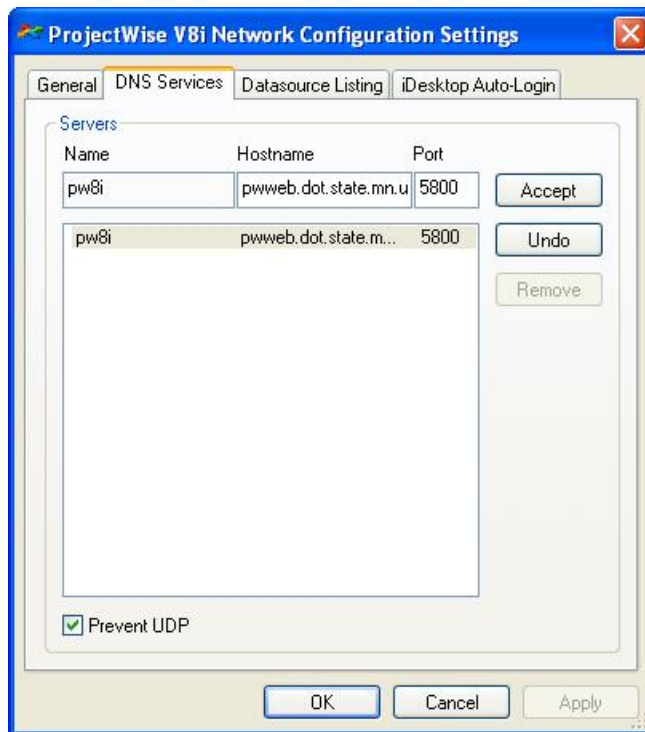 ProjectWise V8i Network Configuration Settings
General DNS Services Datasource Listing iDesktop Auto-Login
Servers
Name Hostname Port
pw8i pwweb.dot.state.mn.u 5800 Accept
pw8i pwweb.dot.state.m... 5800 Undo
Remove
Prevent UDP
OK Cancel Apply